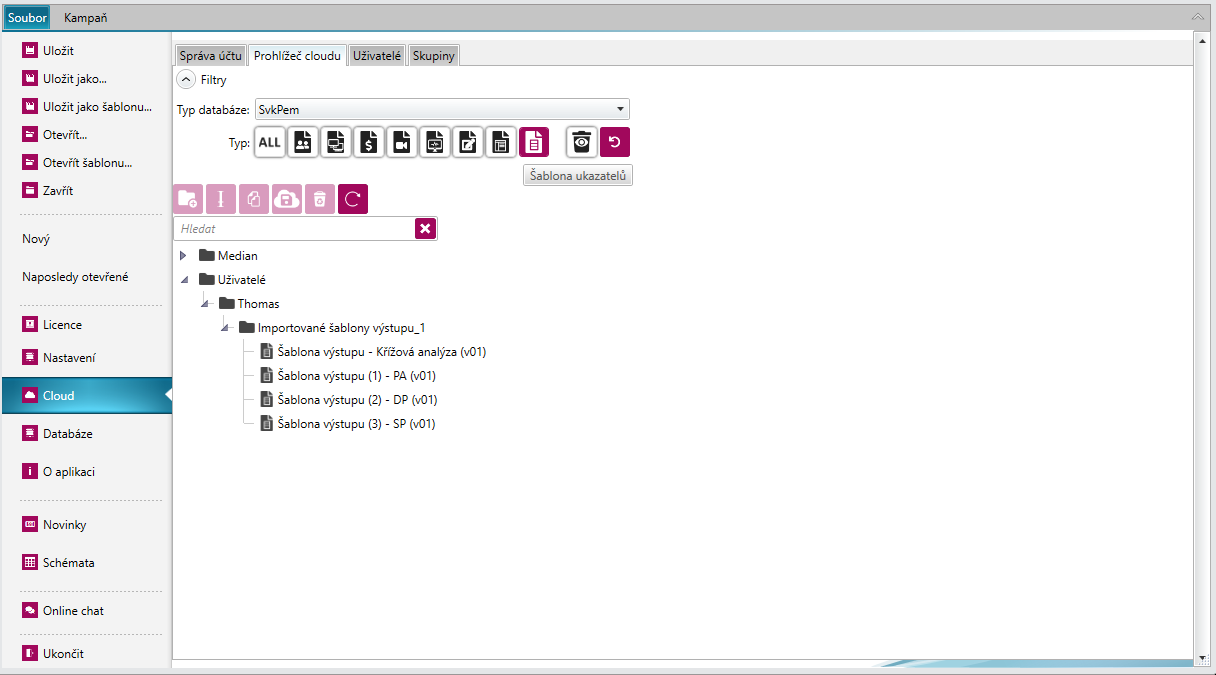 Soubor
Kampaň
Uložit
Uložit jako...
Uložit jako šablonu...
Otevřít...
Otevřít šablonu...
Zavřít
Nový
Naposledy otevřené
Licence
Nastavení
Cloud
Databáze
O aplikaci
Novinky
Schémata
Online chat
Ukončit
Správa účtu
Prohlížeč cloudu
Uživatelé
Skupiny
Filtry
Typ databáze:
SvkPem
Typ:
ALL
Šablona ukazatelů
Hledat
Median
Uživatelé
Thomas
Importované šablony výstupu_1
Šablona výstupu - Křížová analýza (v01)
Šablona výstupu (1) - PA (v01)
Šablona výstupu (2) - DP (v01)
Šablona výstupu (3) - SP (v01)